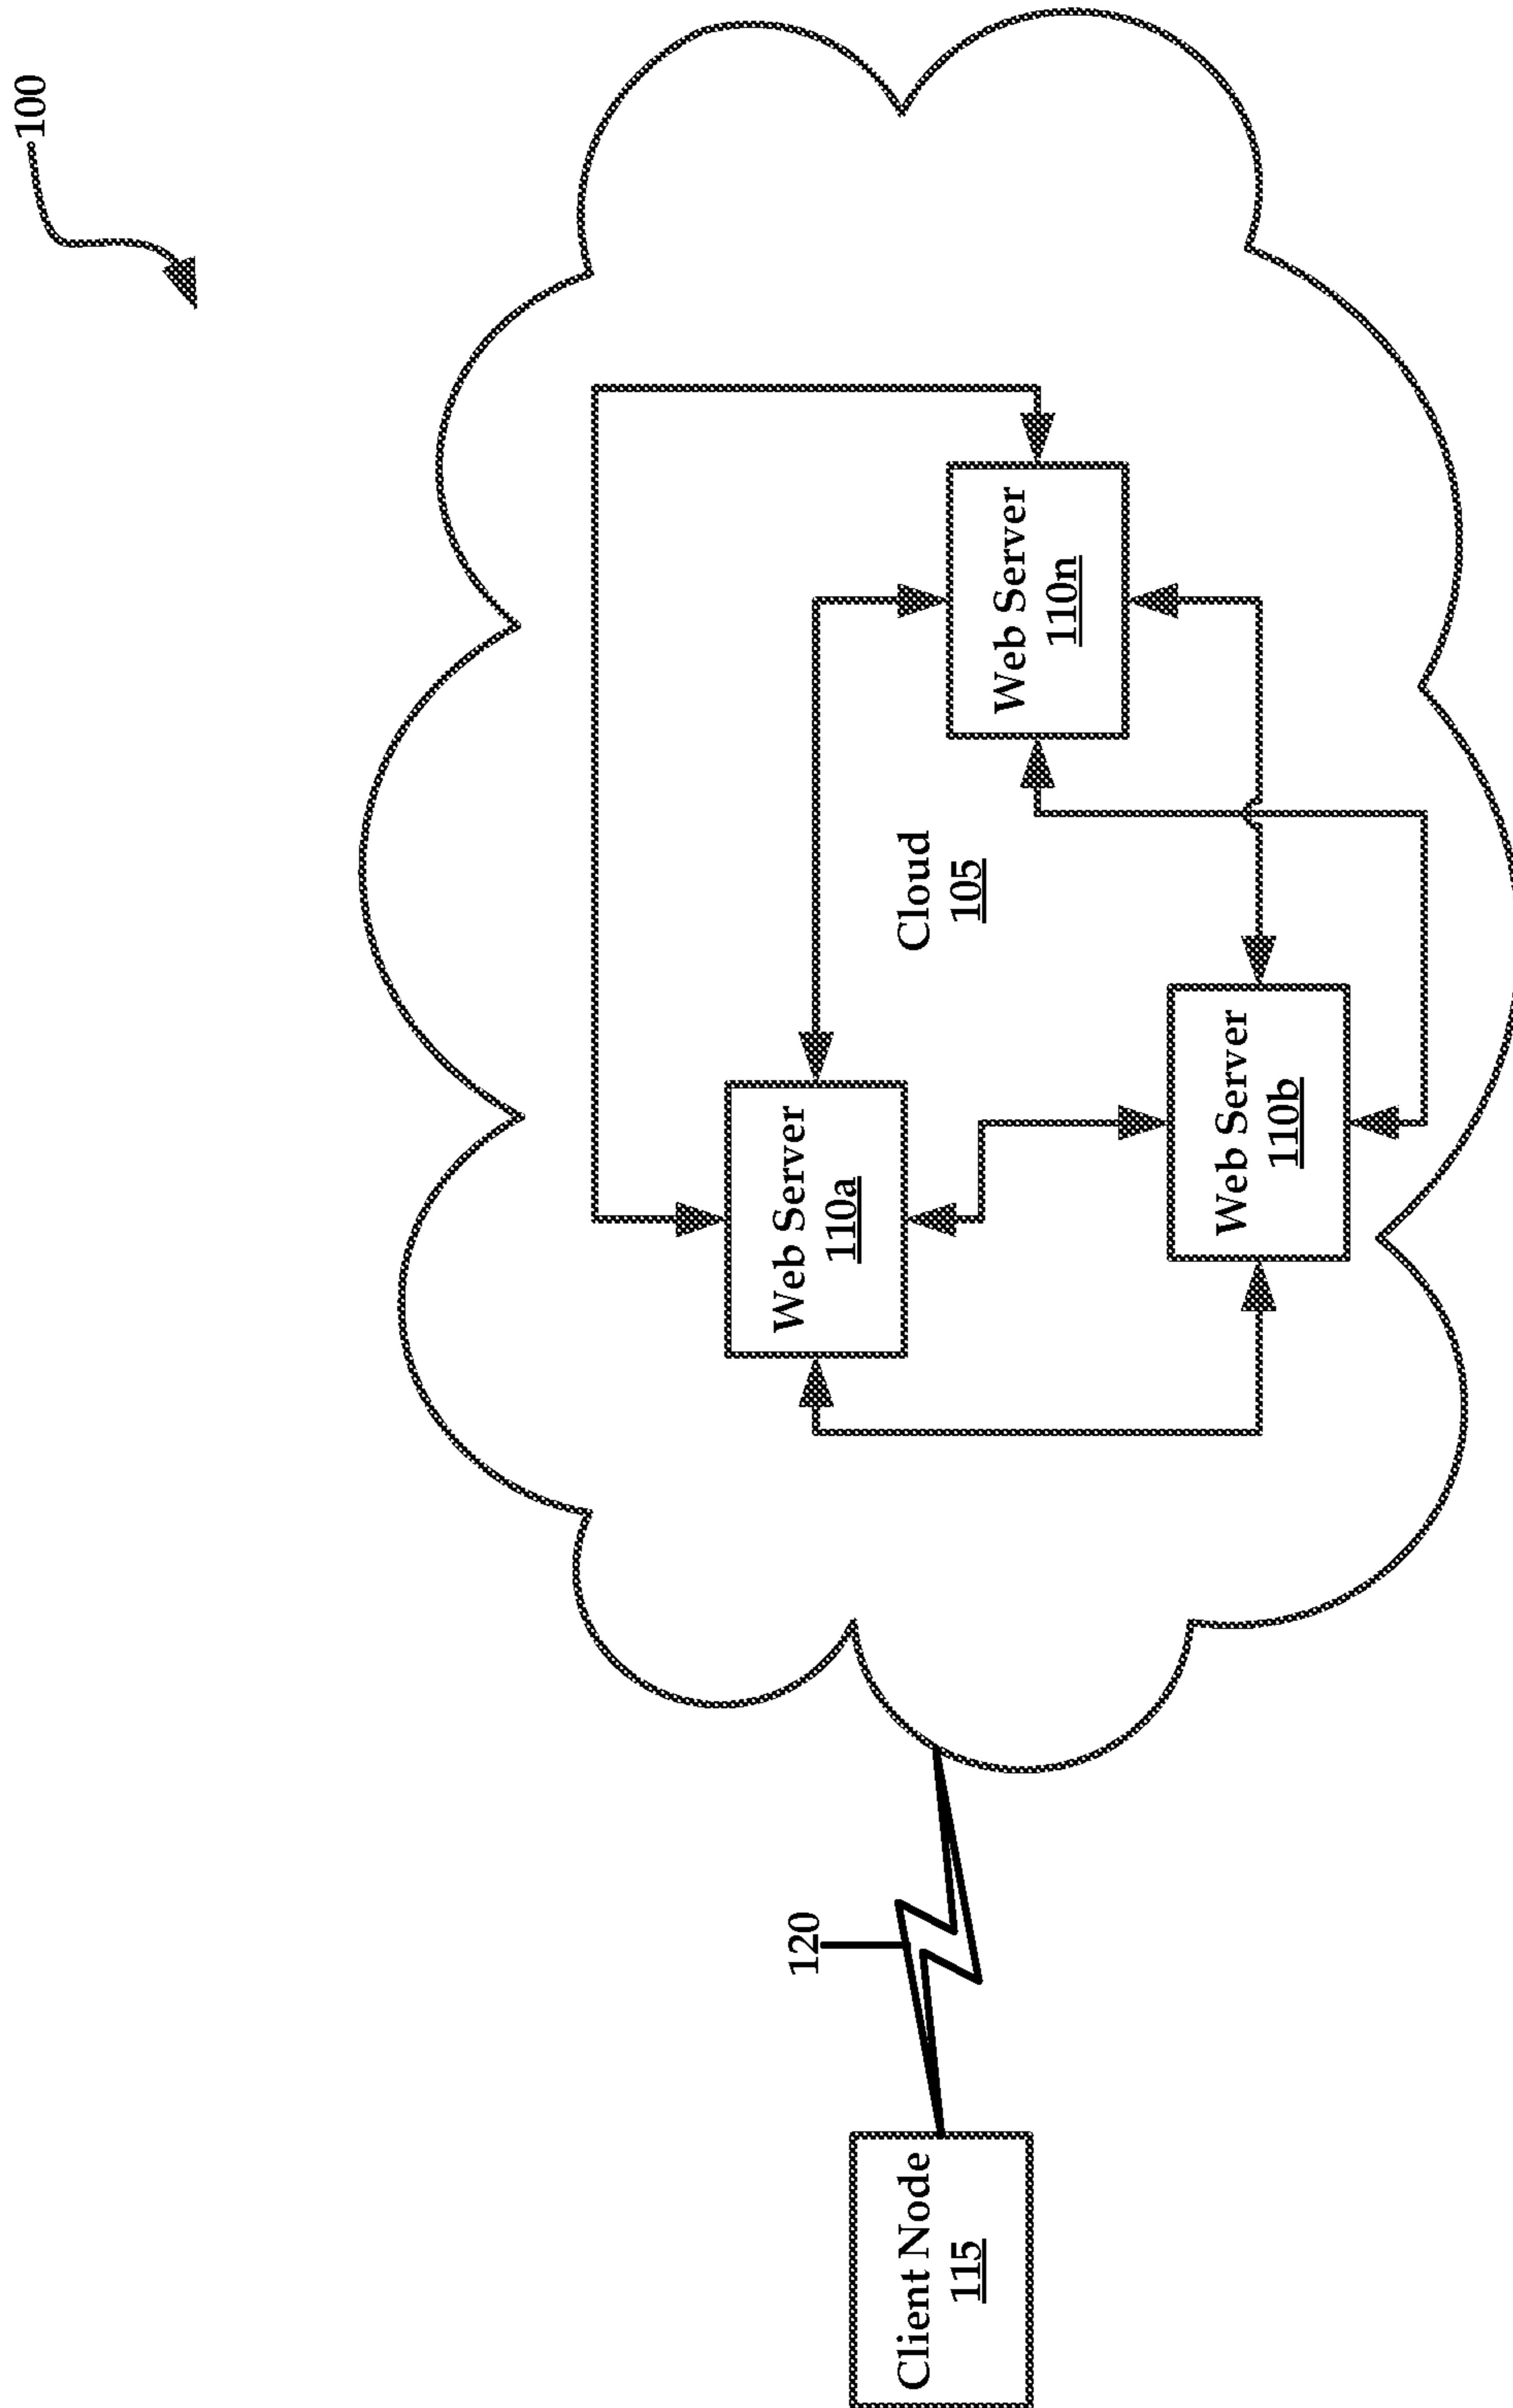 100
Web Server
110a
Web Server
110n
Cloud
105
Web Server
110b
120
Client Node
115